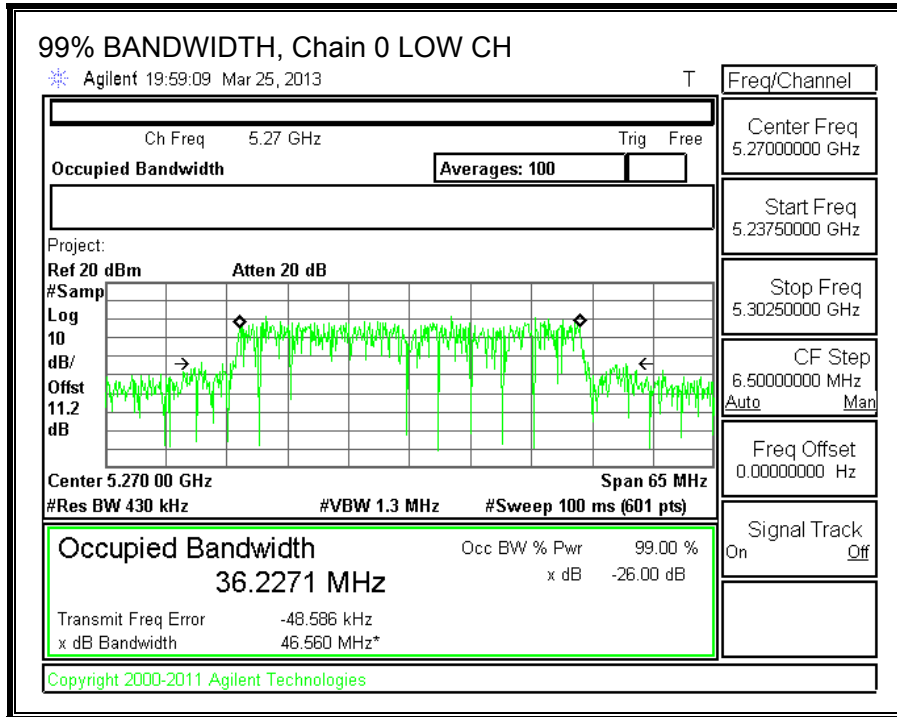 99% BANDWIDTH, Chain 0 LOW CH
Agilent 19:59:09 Mar 25, 2013 T
Ch Freq 5.27 GHz Trig Free
Occupied Bandwidth Averages: 100
Project:
Ref 20 dBm Atten 20 dB
#Samp
Log
10
dB/
Offst
11.2
dB
Center 5.270 00 GHz Span 65 MHz
#Res BW 430 kHz #VBW 1.3 MHz #Sweep 100 ms (601 pts)
Occupied Bandwidth Occ BW % Pwr 99.00 %
36.2271 MHz x dB -26.00 dB
Transmit Freq Error -48.586 kHz
x dB Bandwidth 46.560 MHz*
Copyright 2000-2011 Agilent Technologies
Freq/Channel
Center Freq
5.27000000 GHz
Start Freq
5.23750000 GHz
Stop Freq
5.30250000 GHz
CF Step
6.50000000 MHz
Auto Man
Freq Offset
0.00000000 Hz
Signal Track
On Off